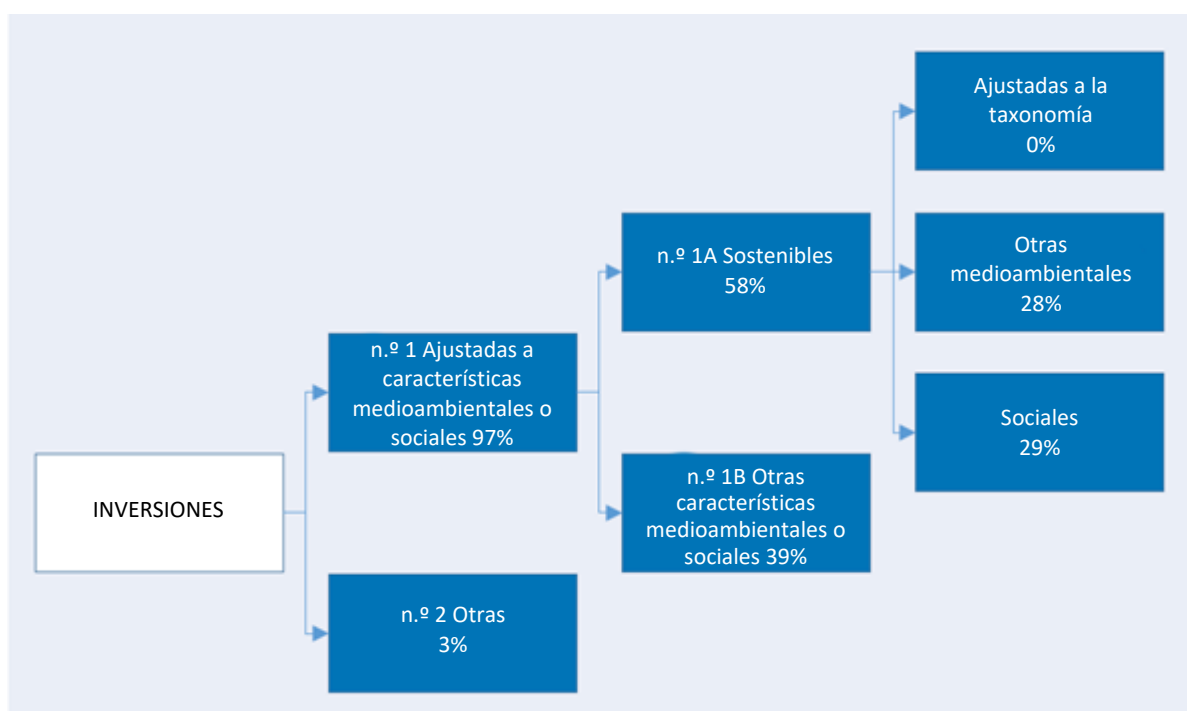 INVERSIONES
n.º 1 Ajustadas a
características
medioambientales o
sociales 97%
n.º 2 Otras
3%
n.º 1A Sostenibles
58%
n.º 1B Otras
características
medioambientales o
sociales 39%
Ajustadas a la
taxonomía
0%
Otras
medioambientales
28%
Sociales
29%